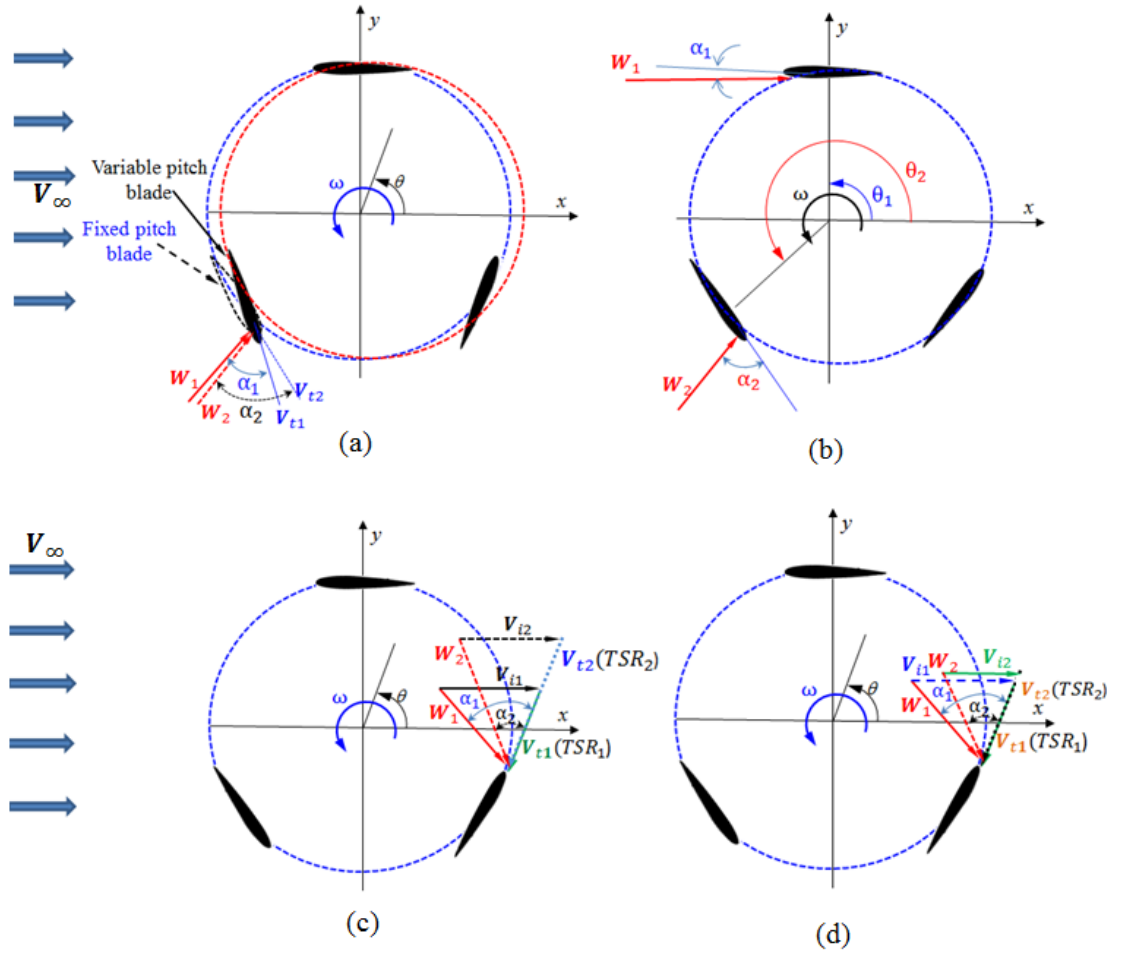 y
y
α₁
W₁
Variable pitch
blade
V∞
Fixed pitch
blade
ω
θ
x
θ₂
θ₁
ω
x
W₁
W₂
α₁
α₂
Vt2
Vt1
W₂
α₂
(a)
(b)
V∞
y
y
Vi2
W₂
Vt2(TSR₂)
Vi1
W₁
α₁
α₂
ω
θ
x
Vt1(TSR₁)
Vi1
W₂
Vi2
α₁
W₁
Vt2(TSR₂)
ω
θ
α₂
x
Vt1(TSR₁)
(c)
(d)